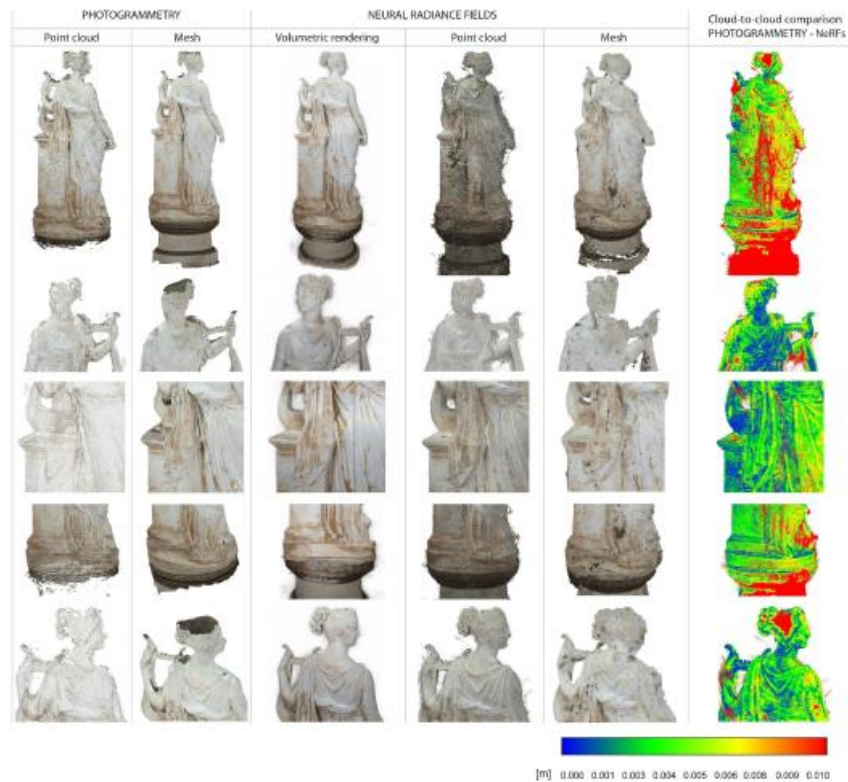 PHOTOGRAMMETRY
NEURAL RADIANCE FIELDS
Cloud-to-cloud comparison
PHOTOGRAMMETRY - NeRFs
Point cloud
Mesh
Volumetric rendering
Point cloud
Mesh
[m] 0.000 0.001 0.003 0.004 0.005 0.006 0.008 0.009 0.010